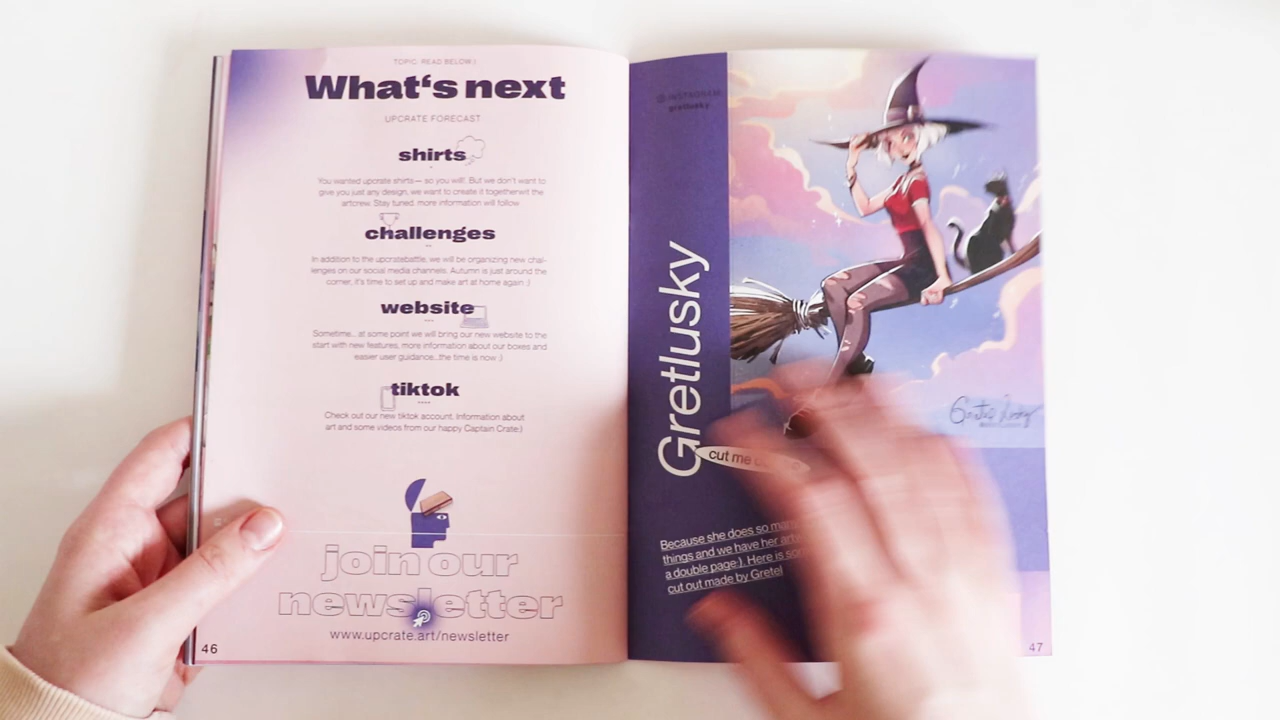 TOPIC: READ BELOW
What‘s next
UPCRATE FORECAST
shirts
You wanted upcrate shirts— so you will!. But we don't want to
give you just any design, we want to create it togetherwit the
artcrew. Stay tuned, more information will follow
challenges
In addition to the upcratebattle, we will be organizing new chal-
lenges on our social media channels. Autumn is just around the
corner, it's time to set up and make art at home again :)
website
Sometime... at some point we will bring our new website to the
start with new features, more information about our boxes and
easier user guidance...the time is now :)
tiktok
Check out our new tiktok account. Information about
art and some videos from our happy Captain Crate:)
join our
newsletter
www.upcrate.art/newsletter
46
INSTAGRAM
gretlusky
Gretlusky
cut me
Because she does so many
things and we have her
a double page:). Here is
cut out made by Gretel
47